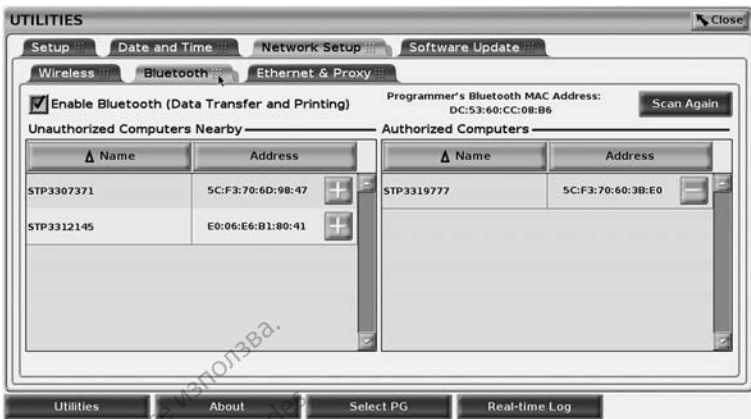 UTILITIES
Close
Setup Date and Time Network Setup Software Update
Wireless Bluetooth Ethernet & Proxy
Enable Bluetooth (Data Transfer and Printing)
Programmer's Bluetooth MAC Address:
DC:53:60:CC:08:B6
Scan Again
Unauthorized Computers Nearby
Δ Name Address
STP3307371 5C:F3:70:6D:98:47 +
STP3312145 E0:06:E6:B1:80:41 +
Authorized Computers
Δ Name Address
STP3319777 5C:F3:70:60:3B:E0 −
използва.
Utilities About Select PG Real-time Log